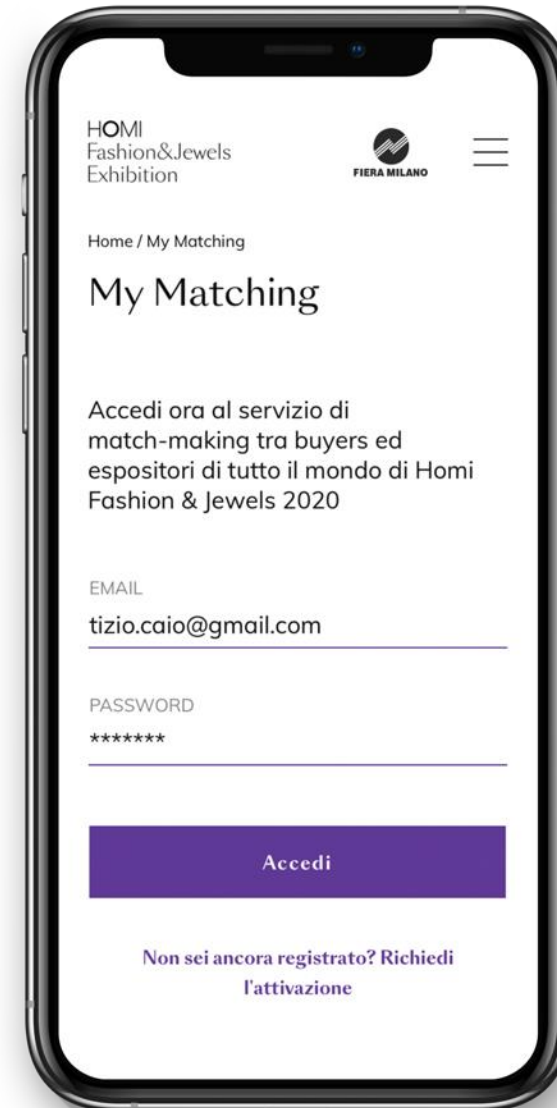 HOMI
Fashion&Jewels
Exhibition
FIERA MILANO
Home / My Matching
My Matching
Accedi ora al servizio di
match-making tra buyers ed
espositori di tutto il mondo di Homi
Fashion & Jewels 2020
EMAIL
tizio.caio@gmail.com
PASSWORD
*******
Accedi
Non sei ancora registrato? Richiedi
l'attivazione